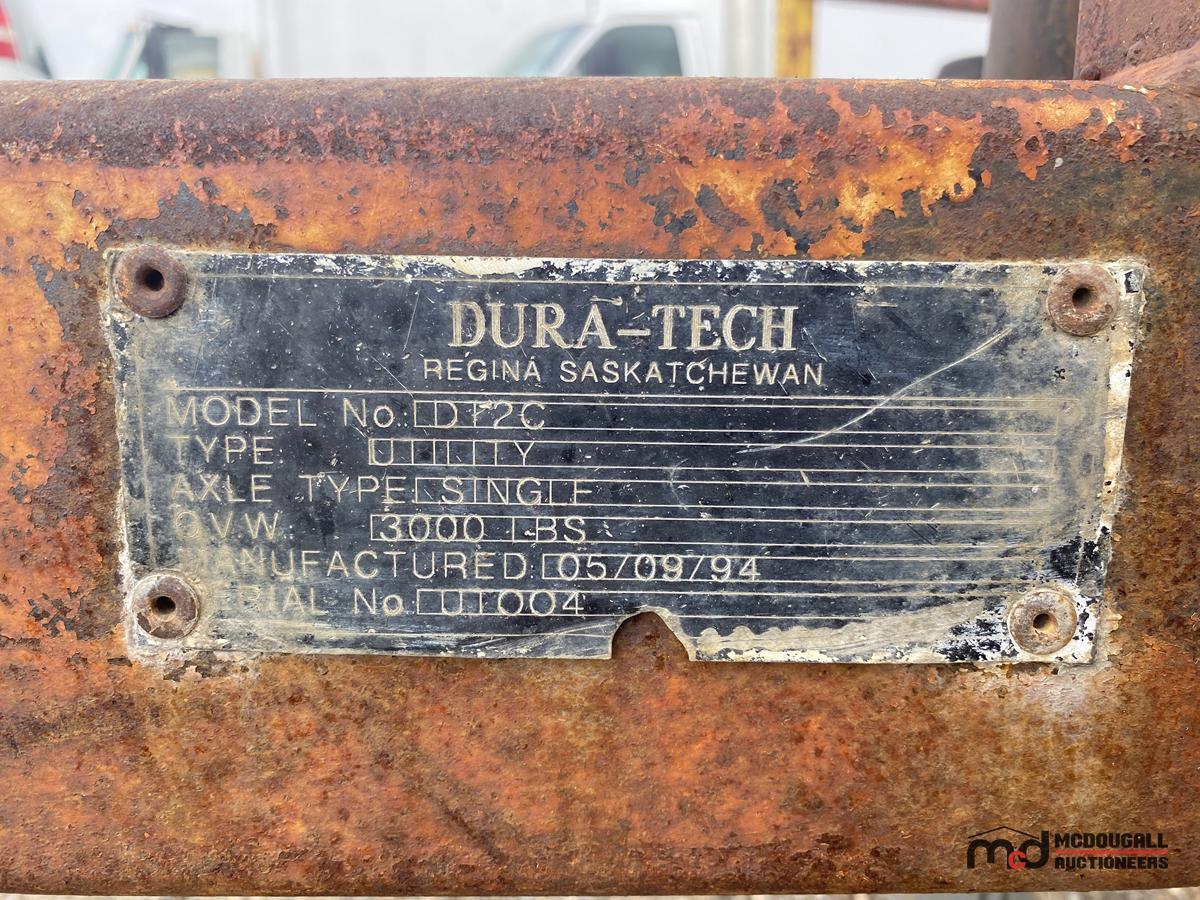 DURA-TECH
REGINA SASKATCHEWAN
MODEL No. DT2C
TYPE UTILITY
AXLE TYPE SINGLE
G.V.W. 3000 LBS
MANUFACTURED 05/09/94
SERIAL No UT004
mcd MCDOUGALL
AUCTIONEERS